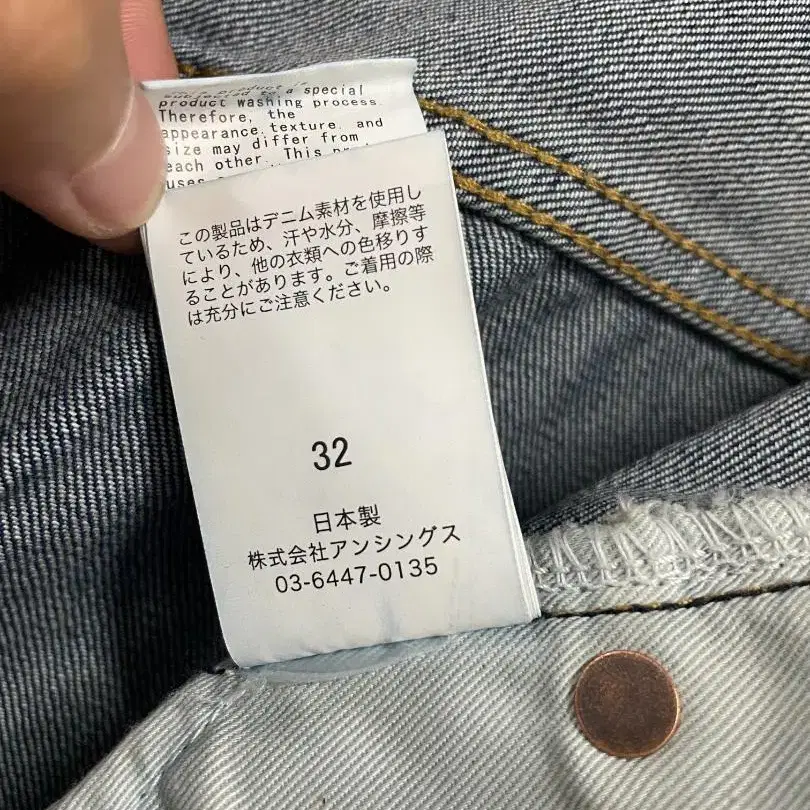 subjected to a special
product washing process.
Therefore, the
appearance, texture, and
size may differ from
each other. This
uses
この製品はデニム素材を使用し
ているため、汗や水分、摩擦等
により、他の衣類への色移りす
ることがあります。ご着用の際
は充分にご注意ください。
32
日本製
株式会社アンシングス
03-6447-0135